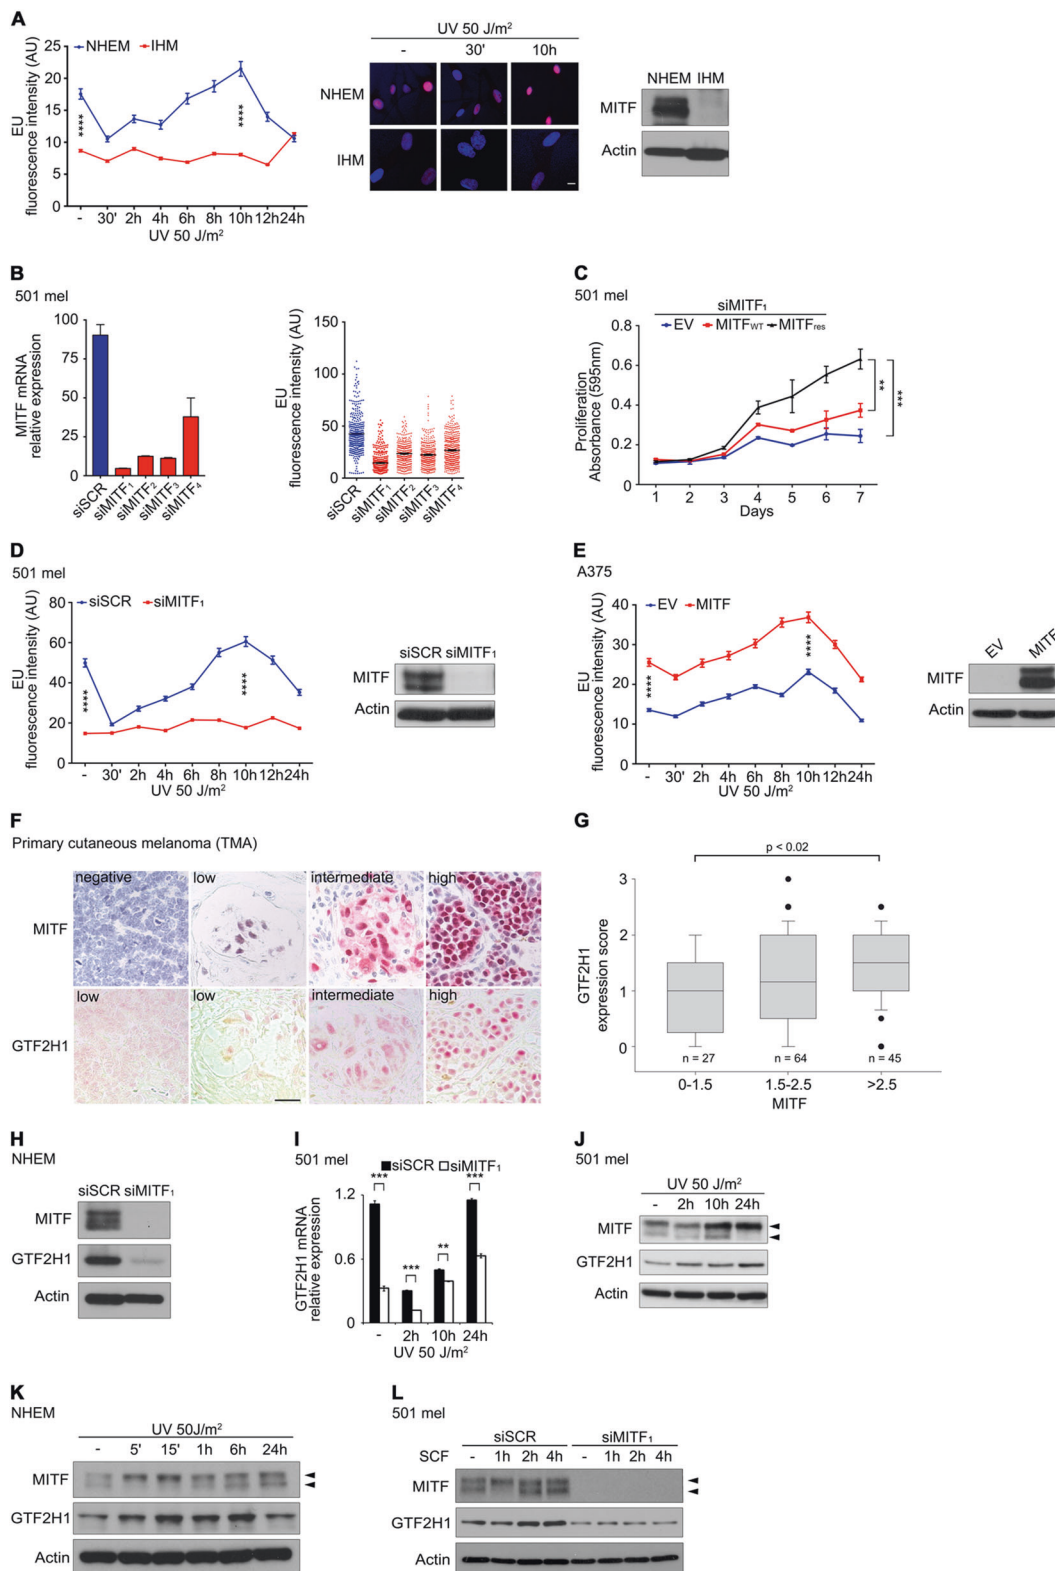 A
NHEM IHM
EU
fluorescence intensity (AU)
25
20
15
10
5
0
****
****
- 30' 2h 4h 6h 8h 10h 12h 24h
UV 50 J/m²
UV 50 J/m²
- 30' 10h
NHEM
IHM
NHEM IHM
MITF
Actin
B
501 mel
MITF mRNA
relative expression
100
75
50
25
0
siSCR siMITF₁ siMITF₂ siMITF₃ siMITF₄
EU
fluorescence intensity (AU)
150
100
50
0
siSCR siMITF₁ siMITF₂ siMITF₃ siMITF₄
C
501 mel
siMITF₁
EV MITFWT MITFres
Proliferation
Absorbance (595nm)
0.8
0.6
0.4
0.2
0
**
***
1 2 3 4 5 6 7
Days
D
501 mel
siSCR siMITF₁
EU
fluorescence intensity (AU)
80
60
40
20
0
****
****
- 30' 2h 4h 6h 8h 10h 12h 24h
UV 50 J/m²
siSCR siMITF₁
MITF
Actin
E
A375
EV MITF
EU
fluorescence intensity (AU)
40
30
20
10
0
****
****
- 30' 2h 4h 6h 8h 10h 12h 24h
UV 50 J/m²
EV MITF
MITF
Actin
F
Primary cutaneous melanoma (TMA)
negative low intermediate high
MITF
low low intermediate high
GTF2H1
G
p < 0.02
GTF2H1
expression score
3
2
1
0
n = 27 n = 64 n = 45
0-1.5 1.5-2.5 >2.5
MITF
H
NHEM
siSCR siMITF₁
MITF
GTF2H1
Actin
I
501 mel
siSCR siMITF₁
GTF2H1 mRNA
relative expression
1.2
0.6
0
*** *** ** ***
- 2h 10h 24h
UV 50 J/m²
J
501 mel
UV 50 J/m²
- 2h 10h 24h
MITF
GTF2H1
Actin
K
NHEM
UV 50J/m²
- 5' 15' 1h 6h 24h
MITF
GTF2H1
Actin
L
501 mel
siSCR siMITF₁
SCF - 1h 2h 4h - 1h 2h 4h
MITF
GTF2H1
Actin